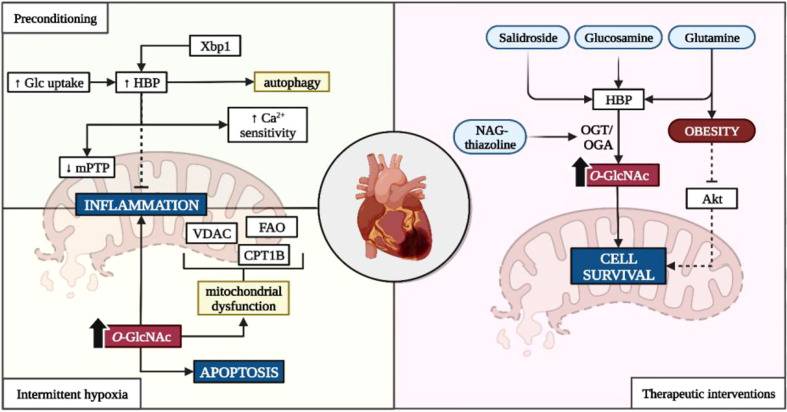 Preconditioning
Xbp1
↑ Glc uptake
↑ HBP
autophagy
↑ Ca²⁺
sensitivity
↓ mPTP
INFLAMMATION
VDAC
FAO
CPT1B
mitochondrial
dysfunction
O-GlcNAc
APOPTOSIS
Intermittent hypoxia
Salidroside
Glucosamine
Glutamine
HBP
NAG-
thiazoline
OGT/
OGA
OBESITY
O-GlcNAc
Akt
CELL
SURVIVAL
Therapeutic interventions